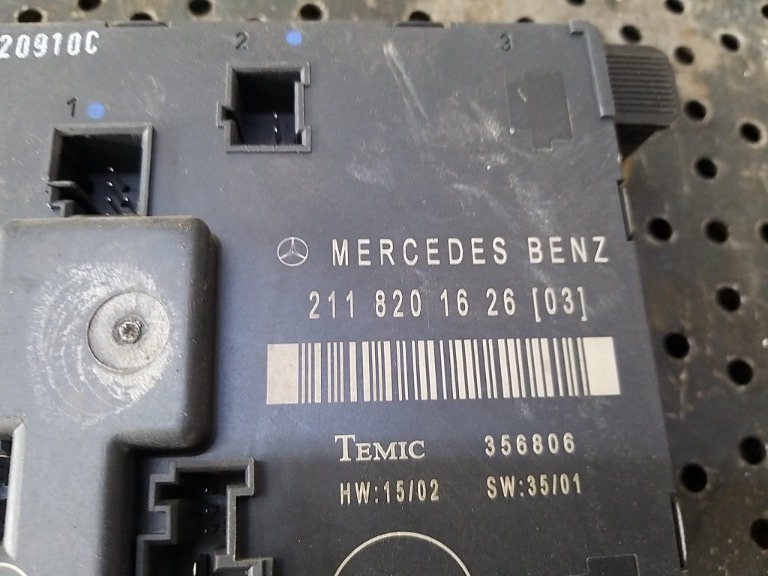 20910C
2
3
1
MERCEDES BENZ
211 820 16 26 [03]
TEMIC 356806
HW:15/02 SW:35/01